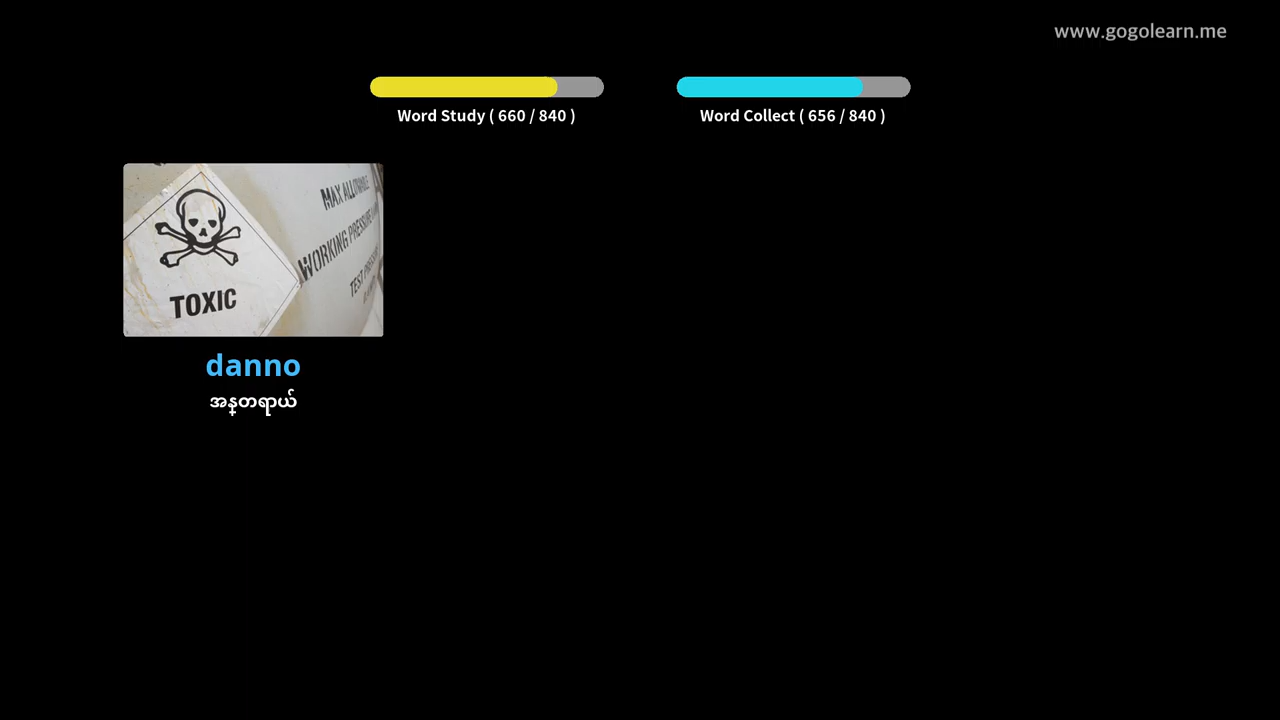 www.gogolearn.me
Word Study ( 660 / 840 )
Word Collect ( 656 / 840 )
MAX ALLOWABLE
WORKING PRESSURE
TEST
TOXIC
danno
အန္တရာယ်